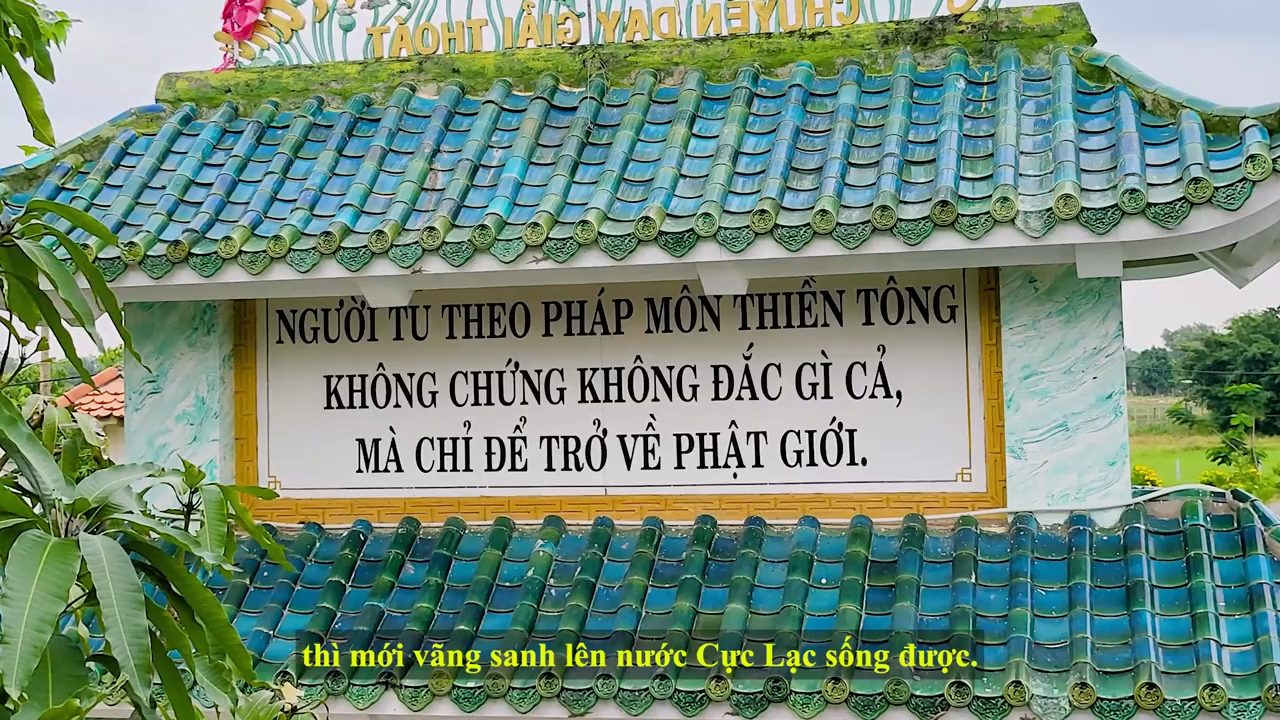 CHUYÊN DẠY GIẢI THOÁT
NGƯỜI TU THEO PHÁP MÔN THIỀN TÔNG
KHÔNG CHỨNG KHÔNG ĐẮC GÌ CẢ,
MÀ CHỈ ĐỂ TRỞ VỀ PHẬT GIỚI.
thì mới vãng sanh lên nước Cực Lạc sống được.